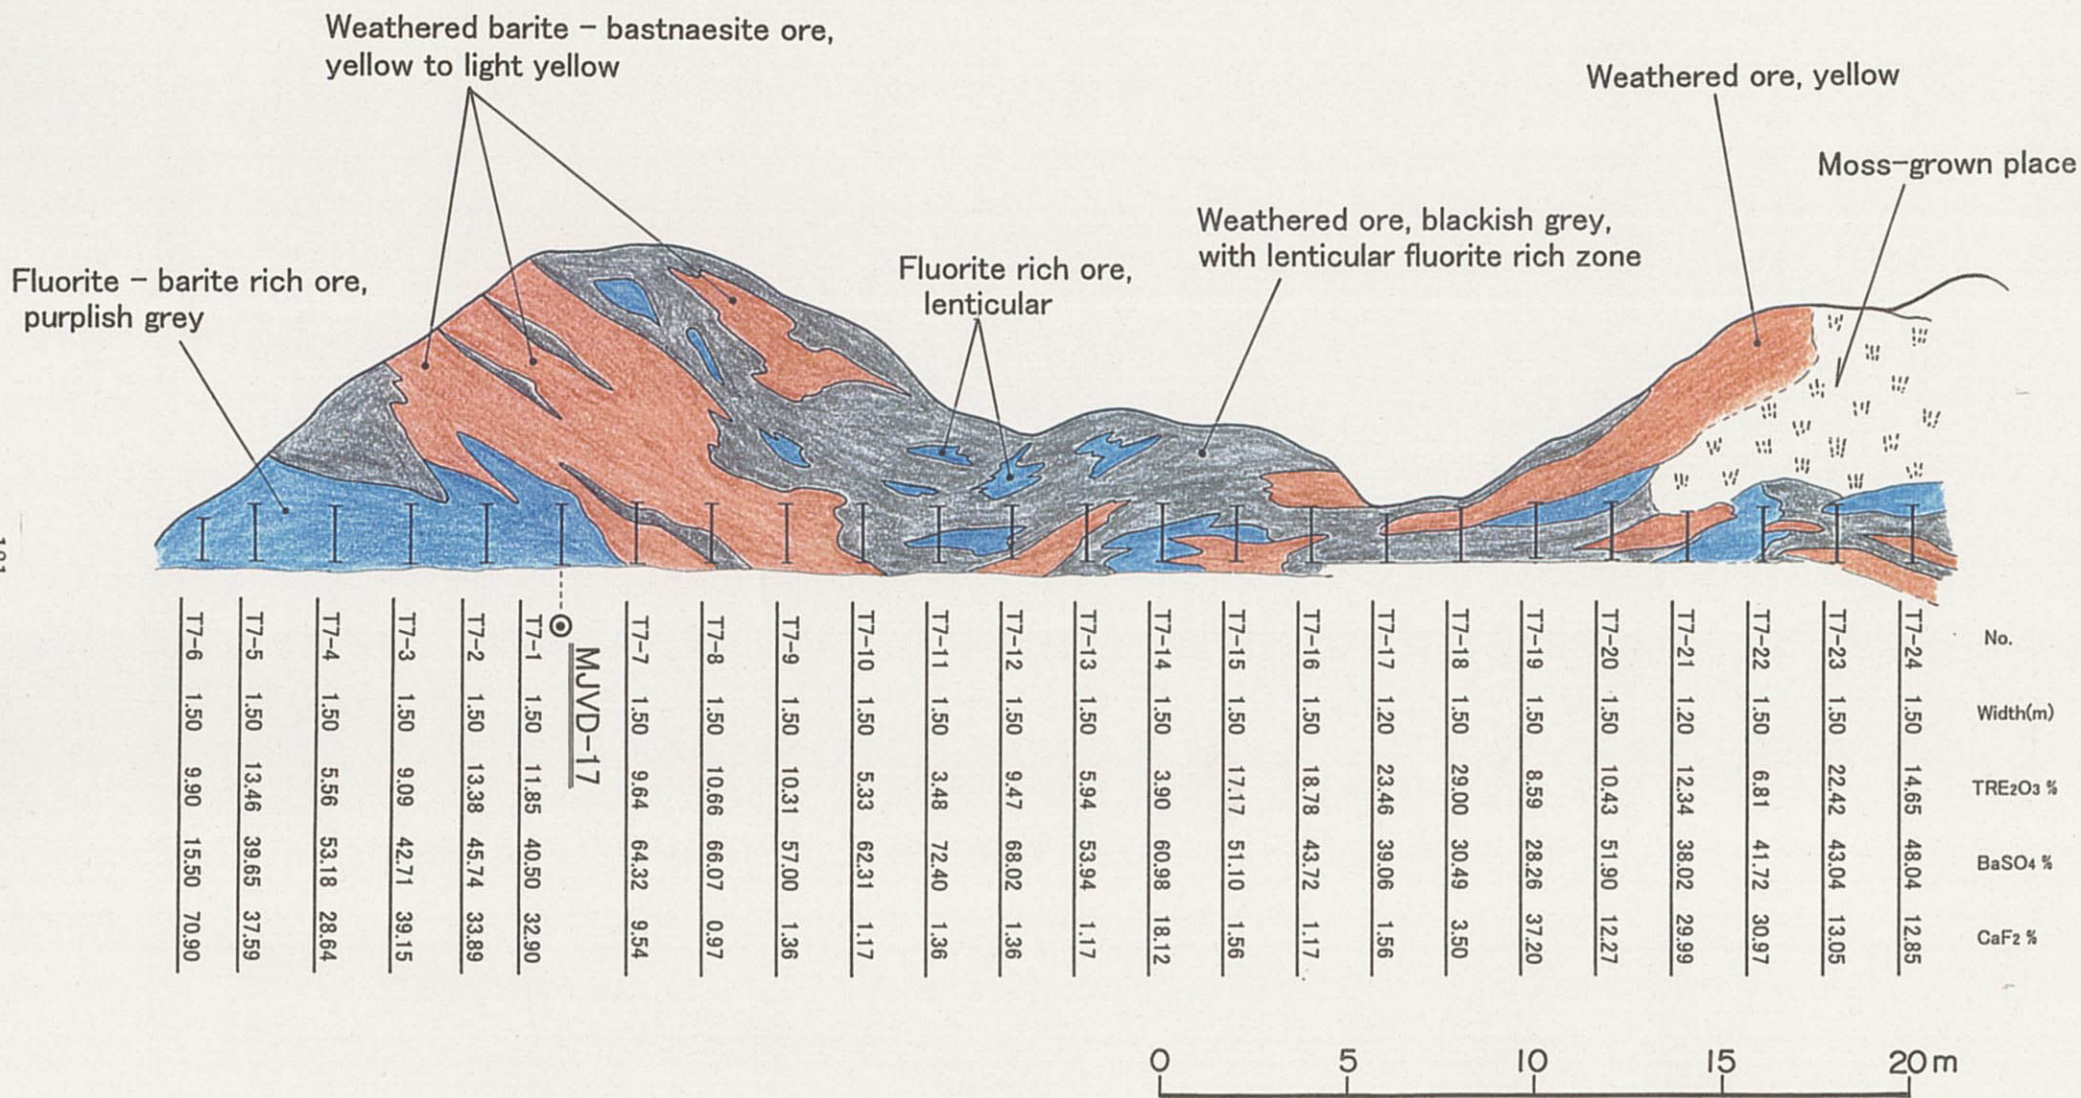 Weathered barite - bastnaesite ore,
yellow to light yellow
Weathered ore, yellow
Moss-grown place
Weathered ore, blackish grey,
with lenticular fluorite rich zone
Fluorite rich ore,
lenticular
Fluorite - barite rich ore,
purplish grey
T7-6 1.50 9.90 15.50 70.90
T7-5 1.50 13.46 39.65 37.59
T7-4 1.50 5.56 53.18 28.64
T7-3 1.50 9.09 42.71 39.15
T7-2 1.50 13.38 45.74 33.89
T7-1 1.50 11.85 40.50 32.90
MJVD-17
T7-7 1.50 9.64 64.32 9.54
T7-8 1.50 10.66 66.07 0.97
T7-9 1.50 10.31 57.00 1.36
T7-10 1.50 5.33 62.31 1.17
T7-11 1.50 3.48 72.40 1.36
T7-12 1.50 9.47 68.02 1.36
T7-13 1.50 5.94 53.94 1.17
T7-14 1.50 3.90 60.98 18.12
T7-15 1.50 17.17 51.10 1.56
T7-16 1.50 18.78 43.72 1.17
T7-17 1.20 23.46 39.06 1.56
T7-18 1.50 29.00 30.49 3.50
T7-19 1.50 8.59 28.26 37.20
T7-20 1.50 10.43 51.90 12.27
T7-21 1.20 12.34 38.02 29.99
T7-22 1.50 6.81 41.72 30.97
T7-23 1.50 22.42 43.04 13.05
T7-24 1.50 14.65 48.04 12.85
No.
Width(m)
TRE2O3 %
BaSO4 %
CaF2 %
0 5 10 15 20 m